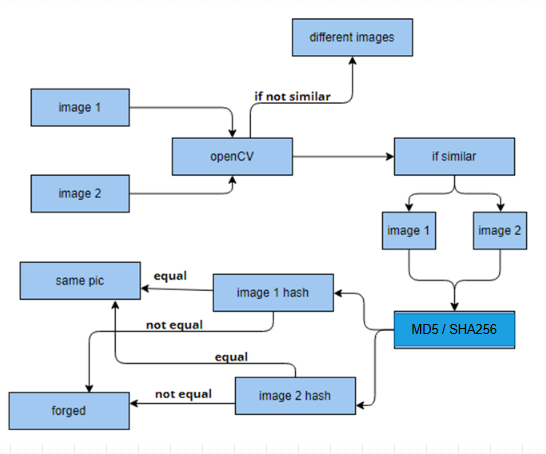 different images
if not similar
image 1
openCV
if similar
image 2
image 1
image 2
same pic
equal
image 1 hash
not equal
MD5 / SHA256
equal
not equal
image 2 hash
forged